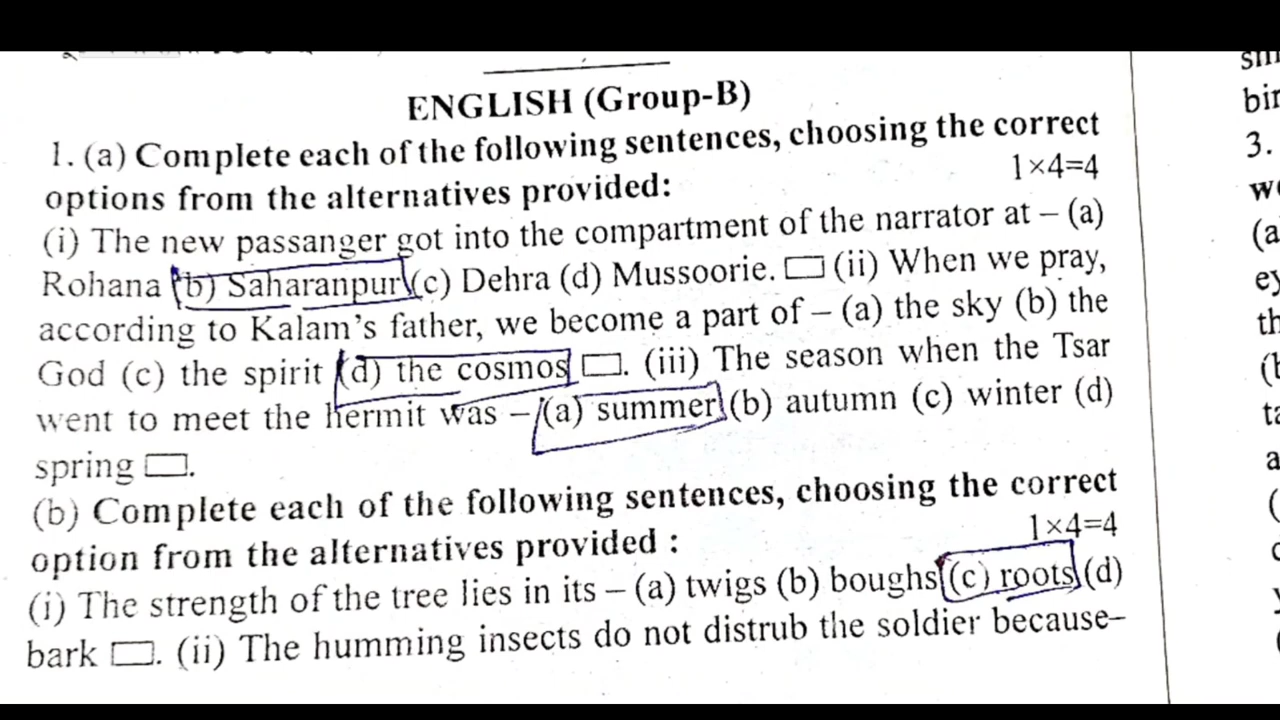 ENGLISH (Group-B)
1. (a) Complete each of the following sentences, choosing the correct
options from the alternatives provided: 1×4=4
(i) The new passanger got into the compartment of the narrator at – (a)
Rohana (b) Saharanpur (c) Dehra (d) Mussoorie. (ii) When we pray,
according to Kalam's father, we become a part of – (a) the sky (b) the
God (c) the spirit (d) the cosmos. (iii) The season when the Tsar
went to meet the hermit was – (a) summer (b) autumn (c) winter (d)
spring.
(b) Complete each of the following sentences, choosing the correct
option from the alternatives provided : 1×4=4
(i) The strength of the tree lies in its – (a) twigs (b) boughs (c) roots (d)
bark. (ii) The humming insects do not distrub the soldier because–
3.